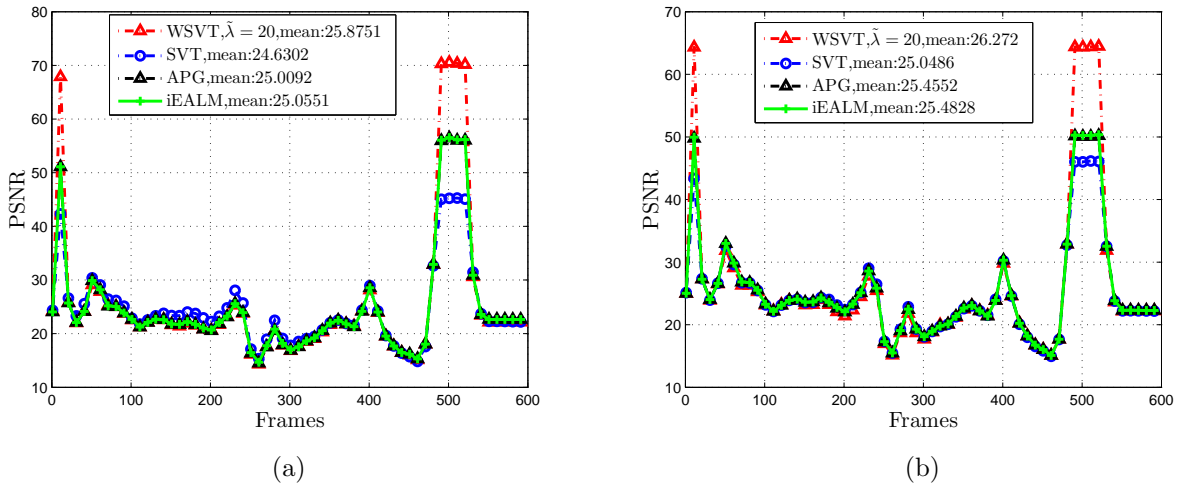 WSVT,λ̃ = 20,mean:25.8751
SVT,mean:24.6302
APG,mean:25.0092
iEALM,mean:25.0551
80
70
60
50
40
30
20
10
PSNR
0 100 200 300 400 500 600
Frames
(a)
WSVT,λ̃ = 20,mean:26.272
SVT,mean:25.0486
APG,mean:25.4552
iEALM,mean:25.4828
70
60
50
40
30
20
10
PSNR
0 100 200 300 400 500 600
Frames
(b)